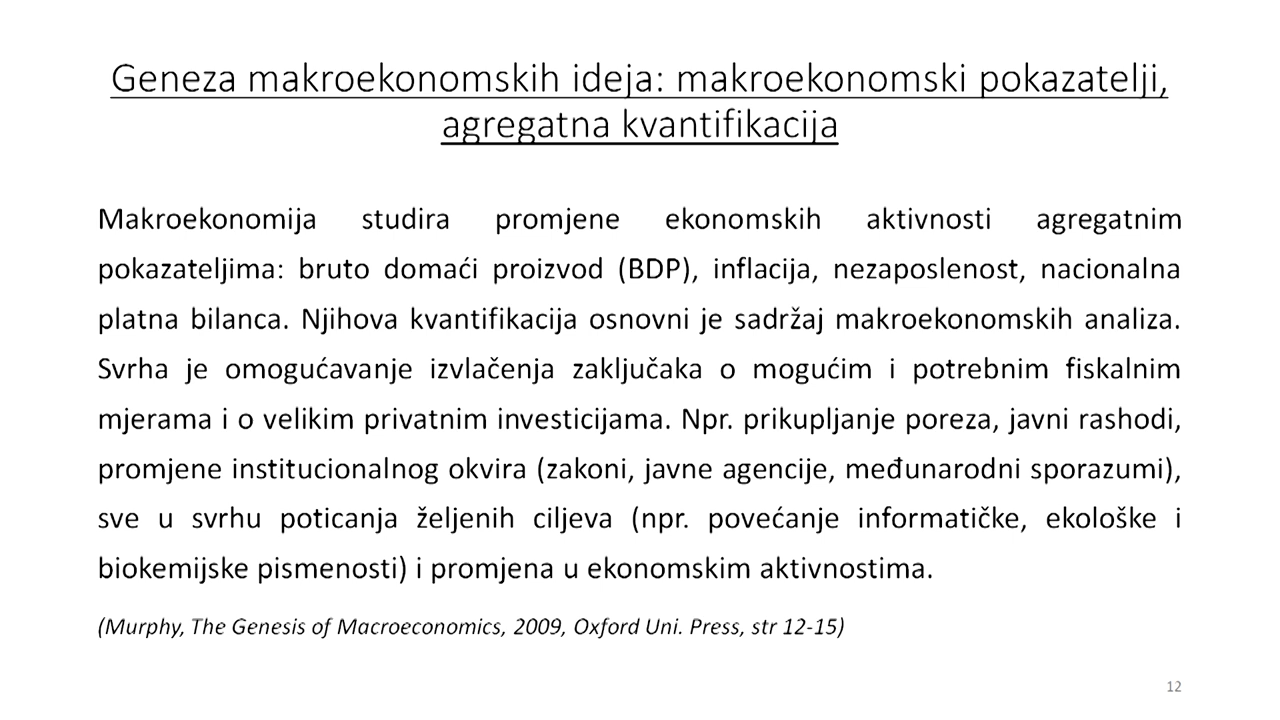 Geneza makroekonomskih ideja: makroekonomski pokazatelji,
agregatna kvantifikacija
Makroekonomija studira promjene ekonomskih aktivnosti agregatnim
pokazateljima: bruto domaći proizvod (BDP), inflacija, nezaposlenost, nacionalna
platna bilanca. Njihova kvantifikacija osnovni je sadržaj makroekonomskih analiza.
Svrha je omogućavanje izvlačenja zaključaka o mogućim i potrebnim fiskalnim
mjerama i o velikim privatnim investicijama. Npr. prikupljanje poreza, javni rashodi,
promjene institucionalnog okvira (zakoni, javne agencije, međunarodni sporazumi),
sve u svrhu poticanja željenih ciljeva (npr. povećanje informatičke, ekološke i
biokemijske pismenosti) i promjena u ekonomskim aktivnostima.
(Murphy, The Genesis of Macroeconomics, 2009, Oxford Uni. Press, str 12-15)
12